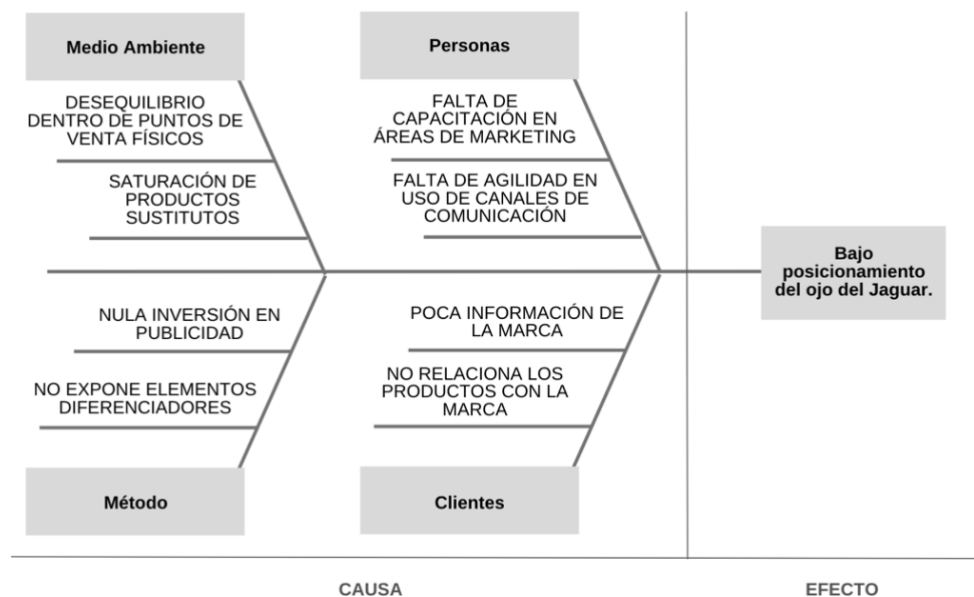 Medio Ambiente
DESEQUILIBRIO
DENTRO DE PUNTOS DE
VENTA FÍSICOS
SATURACIÓN DE
PRODUCTOS
SUSTITUTOS
Personas
FALTA DE
CAPACITACIÓN EN
ÁREAS DE MARKETING
FALTA DE AGILIDAD EN
USO DE CANALES DE
COMUNICACIÓN
Bajo
posicionamiento
del ojo del Jaguar.
NULA INVERSIÓN EN
PUBLICIDAD
NO EXPONE ELEMENTOS
DIFERENCIADORES
Método
POCA INFORMACIÓN DE
LA MARCA
NO RELACIONA LOS
PRODUCTOS CON LA
MARCA
Clientes
CAUSA
EFECTO